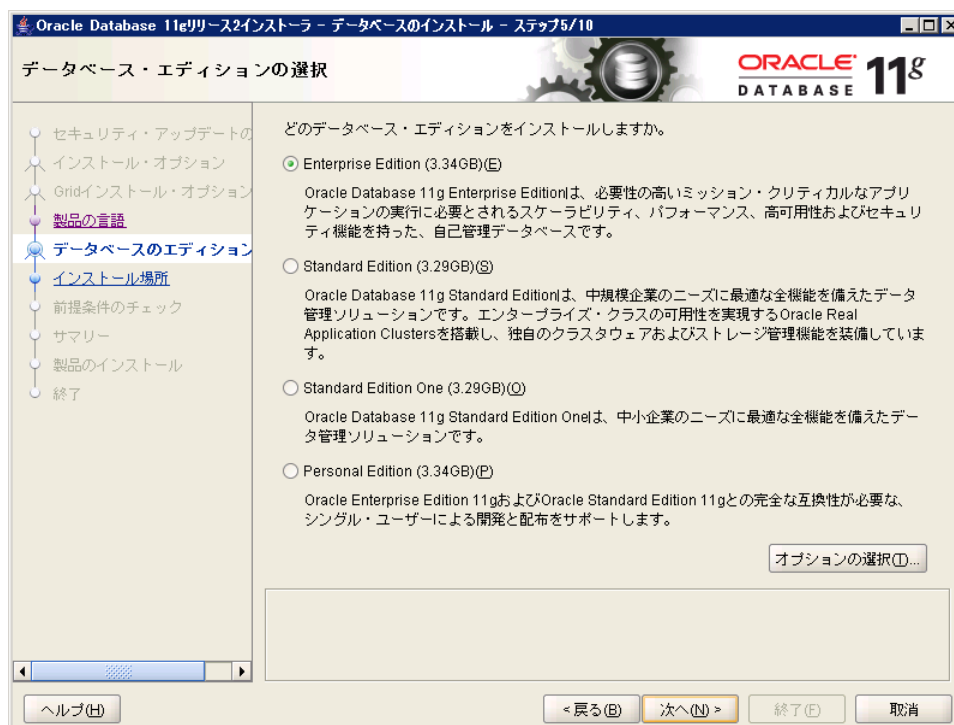 Oracle Database 11gリリース2インストーラ - データベースのインストール - ステップ5/10
データベース・エディションの選択
ORACLE
DATABASE 11g
セキュリティ・アップデートの
インストール・オプション
Gridインストール・オプション
製品の言語
データベースのエディション
インストール場所
前提条件のチェック
サマリー
製品のインストール
終了
どのデータベース・エディションをインストールしますか。
Enterprise Edition (3.34GB)(E)
Oracle Database 11g Enterprise Editionは、必要性の高いミッション・クリティカルなアプリ
ケーションの実行に必要とされるスケーラビリティ、パフォーマンス、高可用性およびセキュリ
ティ機能を持った、自己管理データベースです。
Standard Edition (3.29GB)(S)
Oracle Database 11g Standard Editionは、中規模企業のニーズに最適な全機能を備えたデータ
管理ソリューションです。エンタープライズ・クラスの可用性を実現するOracle Real
Application Clustersを搭載し、独自のクラスタウェアおよびストレージ管理機能を装備していま
す。
Standard Edition One (3.29GB)(O)
Oracle Database 11g Standard Edition Oneは、中小企業のニーズに最適な全機能を備えたデー
タ管理ソリューションです。
Personal Edition (3.34GB)(P)
Oracle Enterprise Edition 11gおよびOracle Standard Edition 11gとの完全な互換性が必要な、
シングル・ユーザーによる開発と配布をサポートします。
オプションの選択(T)...
ヘルプ(H)
< 戻る(B)
次へ(N) >
終了(F)
取消